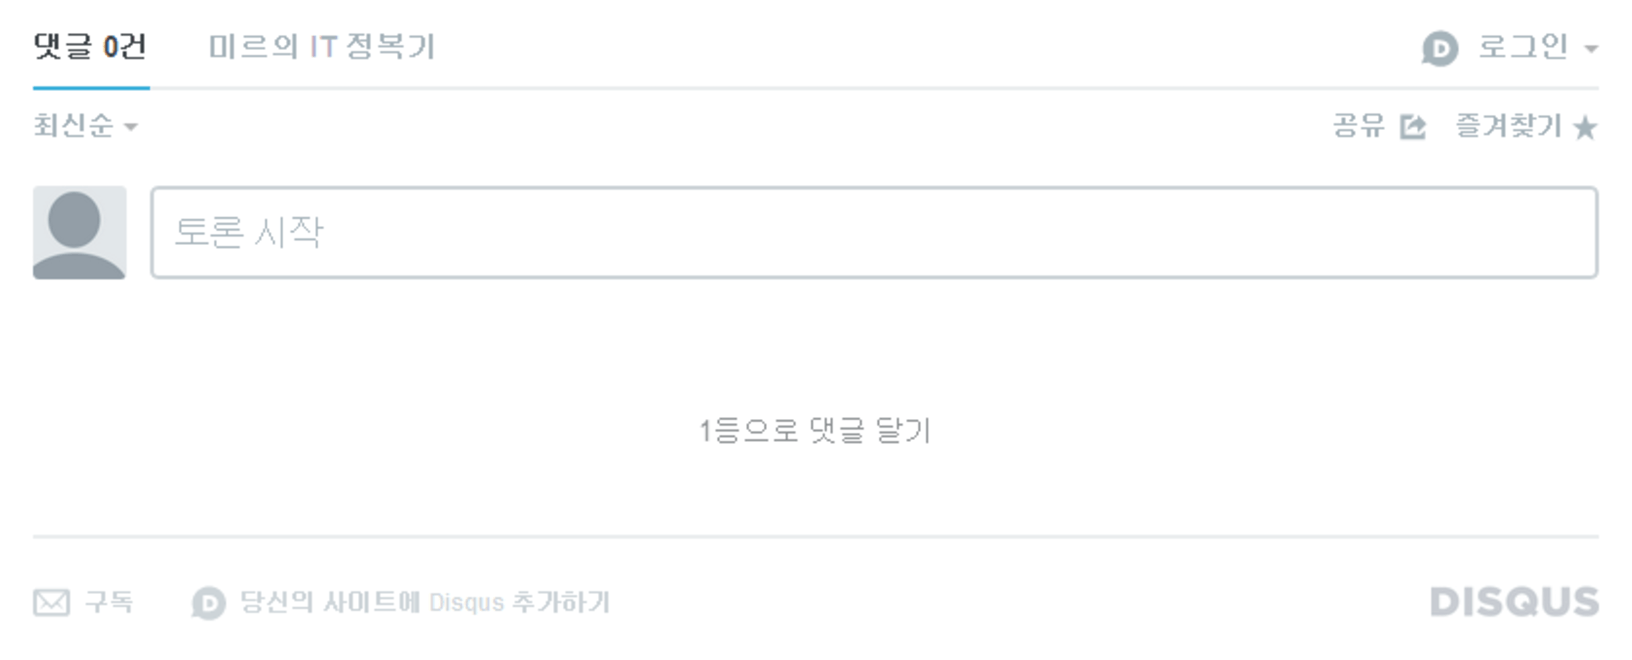 댓글 0건 미르의 IT 정복기 로그인
최신순 공유 즐겨찾기
토론 시작
1등으로 댓글 달기
구독 당신의 사이트에 Disqus 추가하기 DISQUS